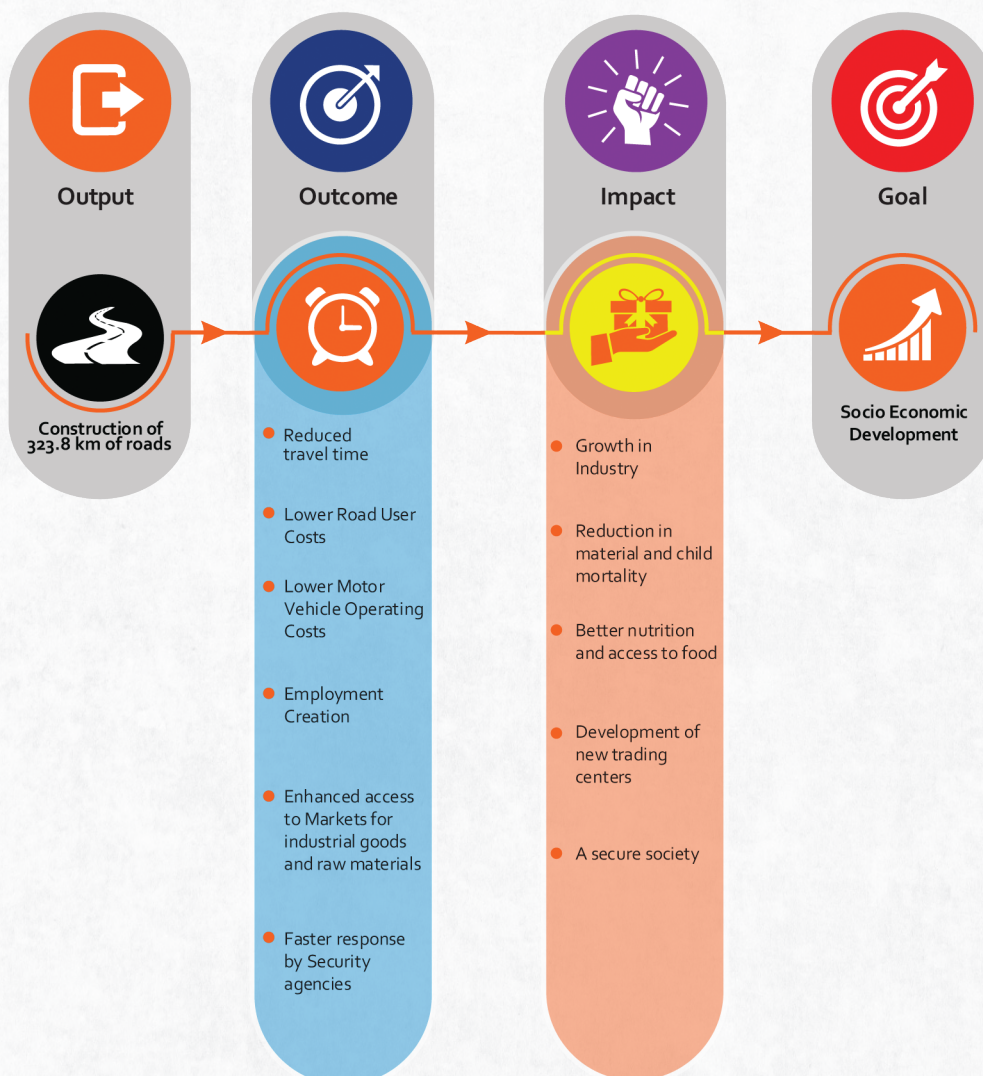 Output
Construction of
323.8 km of roads
Outcome
Reduced
travel time
Lower Road User
Costs
Lower Motor
Vehicle Operating
Costs
Employment
Creation
Enhanced access
to Markets for
industrial goods
and raw materials
Faster response
by Security
agencies
Impact
Growth in
Industry
Reduction in
material and child
mortality
Better nutrition
and access to food
Development of
new trading
centers
A secure society
Goal
Socio Economic
Development